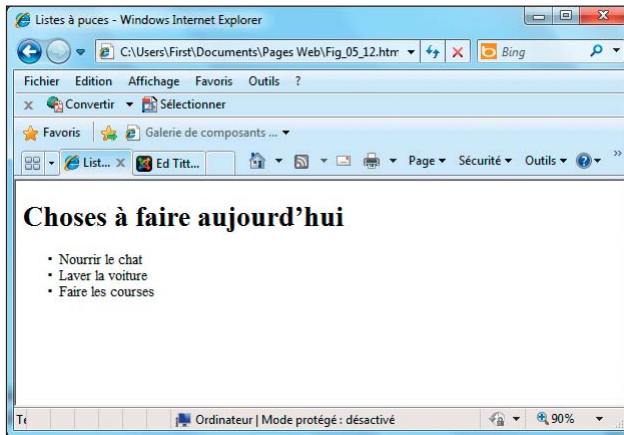 Listes à puces - Windows Internet Explorer
C:\Users\First\Documents\Pages Web\Fig_05_12.htm
Bing
Fichier Edition Affichage Favoris Outils ?
x Convertir Sélectionner
Favoris Galerie de composants ...
List... x Ed Titt... Page Sécurité Outils »
Choses à faire aujourd’hui
• Nourrir le chat
• Laver la voiture
• Faire les courses
Ordinateur | Mode protégé : désactivé 90%